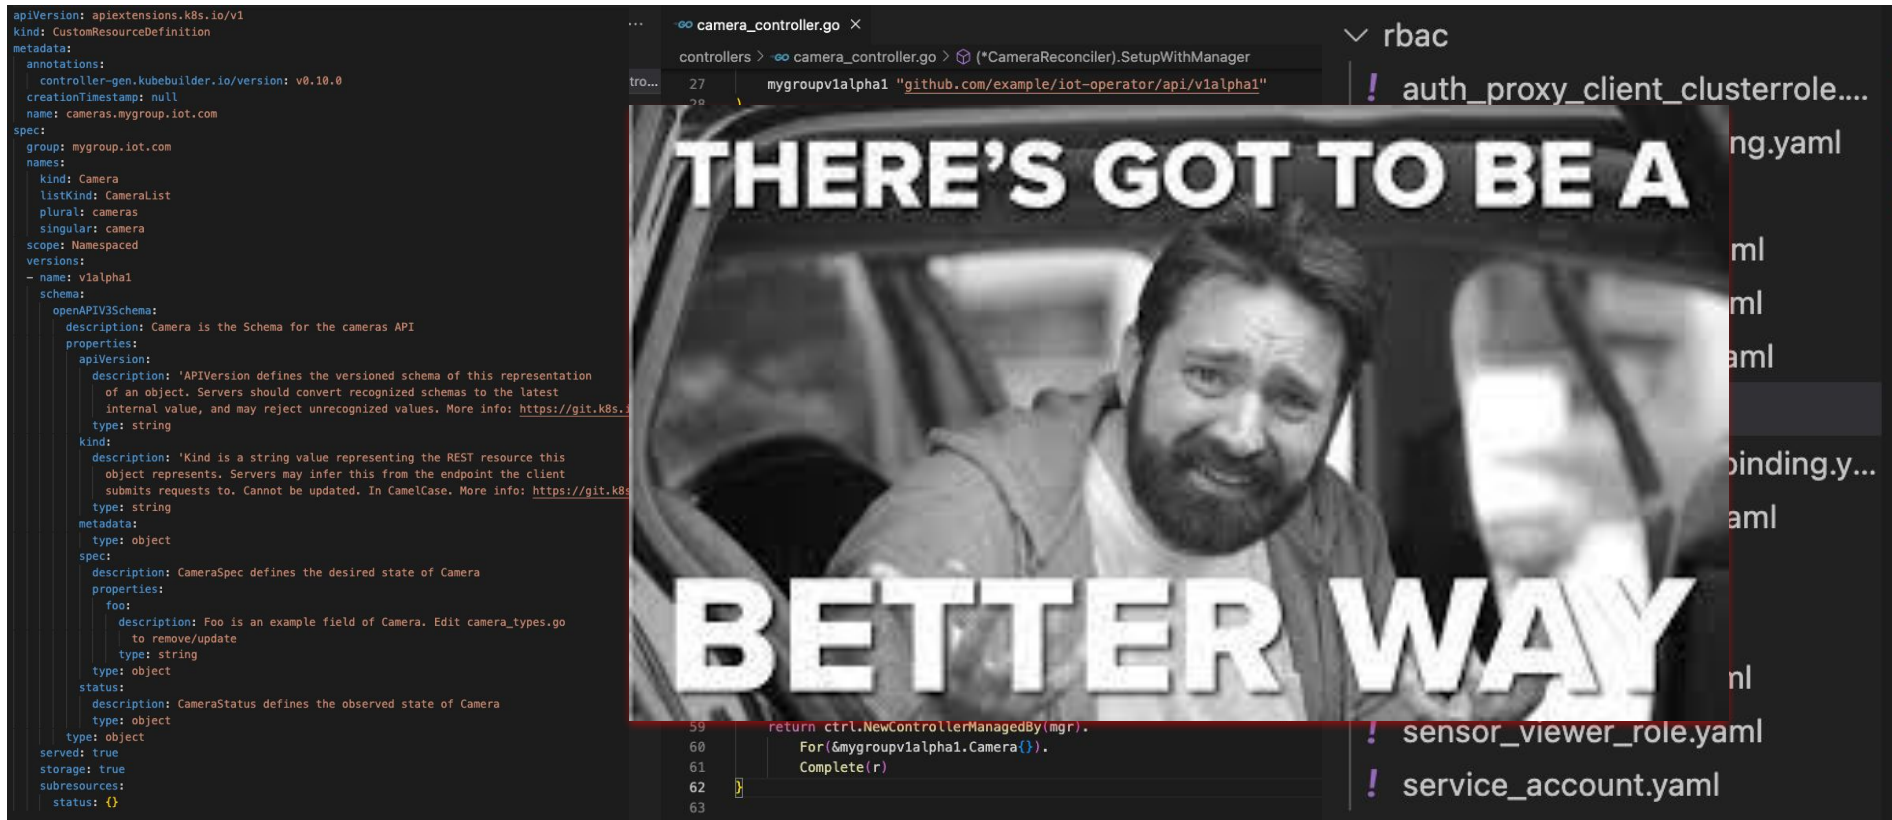 apiVersion: apiextensions.k8s.io/v1
kind: CustomResourceDefinition
metadata:
  annotations:
    controller-gen.kubebuilder.io/version: v0.10.0
  creationTimestamp: null
  name: cameras.mygroup.iot.com
spec:
  group: mygroup.iot.com
  names:
    kind: Camera
    listKind: CameraList
    plural: cameras
    singular: camera
  scope: Namespaced
  versions:
  - name: v1alpha1
    schema:
      openAPIV3Schema:
        description: Camera is the Schema for the cameras API
        properties:
          apiVersion:
            description: 'APIVersion defines the versioned schema of this representation
              of an object. Servers should convert recognized schemas to the latest
              internal value, and may reject unrecognized values. More info: https://git.k8s.i
            type: string
          kind:
            description: 'Kind is a string value representing the REST resource this
              object represents. Servers may infer this from the endpoint the client
              submits requests to. Cannot be updated. In CamelCase. More info: https://git.k8s
            type: string
          metadata:
            type: object
          spec:
            description: CameraSpec defines the desired state of Camera
            properties:
              foo:
                description: Foo is an example field of Camera. Edit camera_types.go
                  to remove/update
                type: string
            type: object
          status:
            description: CameraStatus defines the observed state of Camera
            type: object
        type: object
    served: true
    storage: true
    subresources:
      status: {}
...
tro...
camera_controller.go ×
controllers > camera_controller.go > (*CameraReconciler).SetupWithManager
27 mygroupv1alpha1 "github.com/example/iot-operator/api/v1alpha1"
28 )
THERE'S GOT TO BE A
BETTER WAY
59 return ctrl.NewControllerManagedBy(mgr).
60 For(&mygroupv1alpha1.Camera{}).
61 Complete(r)
62 }
63
rbac
! auth_proxy_client_clusterrole....
ng.yaml
ml
ml
aml
binding.y...
aml
ml
! sensor_viewer_role.yaml
! service_account.yaml